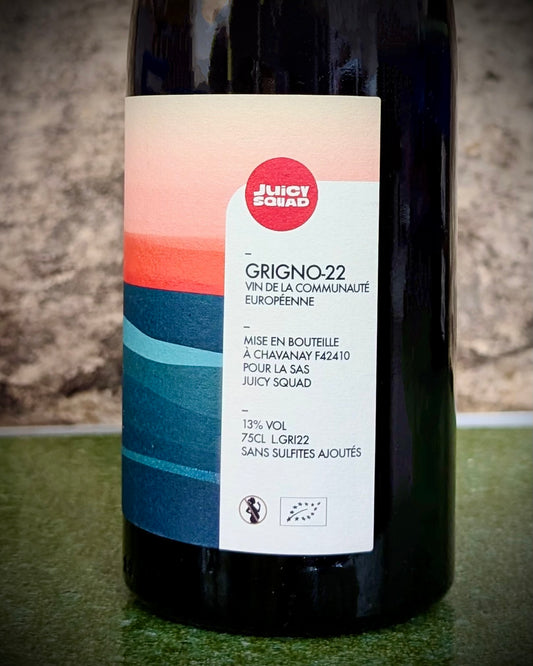 JUICY
SQUAD
GRIGNO-22
VIN DE LA COMMUNAUTÉ
EUROPÉENNE
MISE EN BOUTEILLE
À CHAVANAY F42410
POUR LA SAS
JUICY SQUAD
13% VOL
75CL L.GRI22
SANS SULFITES AJOUTÉS